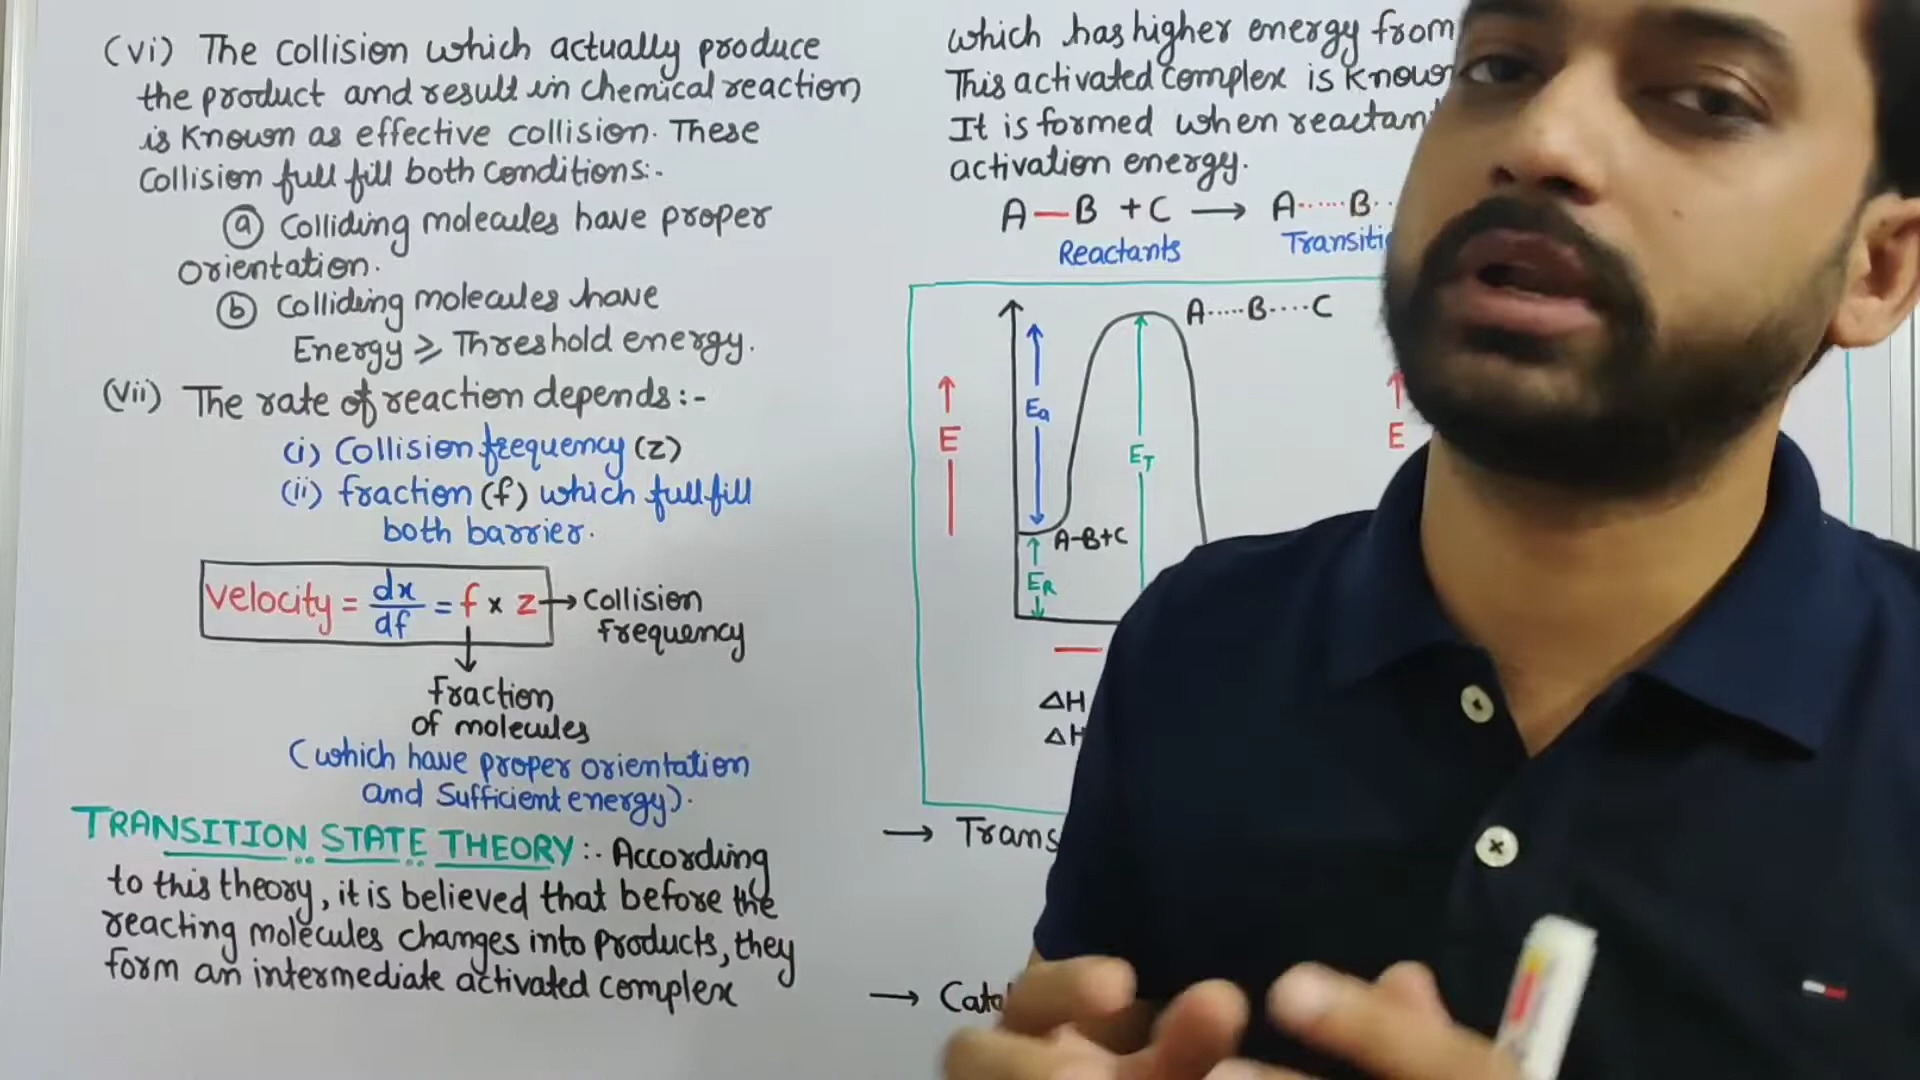 (vi) The collision which actually produce
the product and result in chemical reaction
is known as effective collision. These
collision full fill both conditions:-
(a) Colliding molecules have proper
orientation.
(b) Colliding molecules have
Energy ⩾ Threshold energy.
(vii) The rate of reaction depends:-
(i) Collision frequency (z)
(ii) fraction (f) which full fill
both barrier.
Velocity = dx/df = f × z → Collision
frequency
Fraction
of molecules
(which have proper orientation
and sufficient energy).
TRANSITION STATE THEORY:- According
to this theory, it is believed that before the
reacting molecules changes into products, they
form an intermediate activated complex
which has higher energy from
This activated complex is
It is formed when
activation energy.
A—B + C → A······B··
Reactants
A·····B····C
E
Ea
ET
A-B+C
ER
E
ΔH
→
→